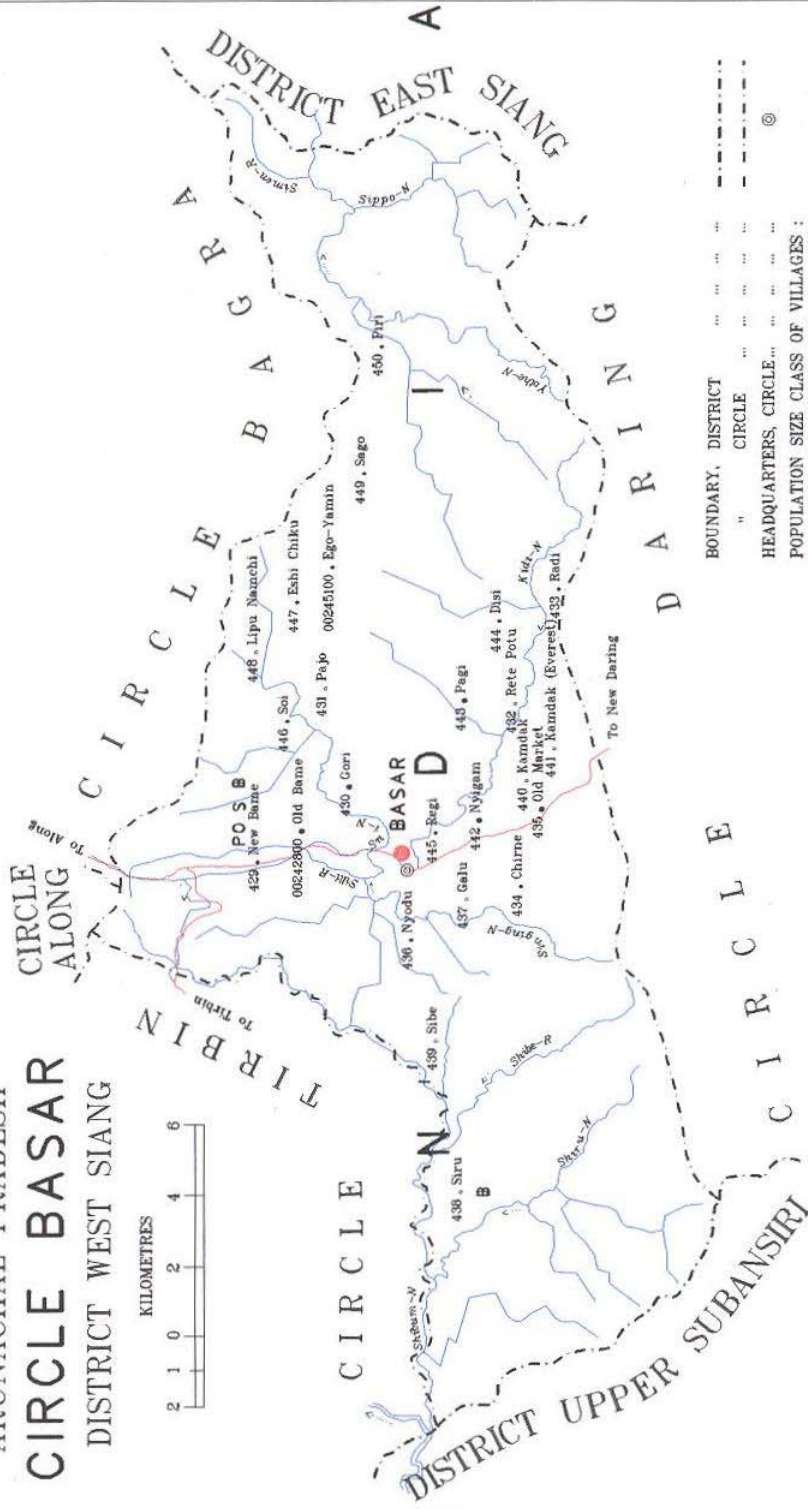 CIRCLE BASAR
DISTRICT WEST SIANG
KILOMETRES
2 1 0 2 4 6
CIRCLE
ALONG
To Along
TIRBIN
CIRCLE
To Tirbin
CIRCLE BAGRA
DISTRICT EAST SIANG
DISTRICT UPPER SUBANSIRI
CIRCLE DARING
INDIA
BASAR
P O S B
429 New Bame
00242800 Old Bame
430 Gori
431 Pajo
446 Soi
448 Lipu Namchi
447 Eshi Chiku
00245100 Ego-Yamin
449 Sago
450 Piri
436 Nyodu
445 Regi
437 Galu
442 Nyigam
443 Pagi
444 Disi
432 Rete Potu
433 Radi
434 Chirne
440 Kamdak
435 Old Market
441 Kamdak (Everest)
439 Sibe
438 Siru
B
Simen-R
Sippo-N
Kidi-N
Shibe-R
Shiru-N
Shibum-N
To New Daring
BOUNDARY, DISTRICT ... ... ... ...
" CIRCLE ... ... ... ... ...
HEADQUARTERS, CIRCLE... ... ... ... ...
POPULATION SIZE CLASS OF VILLAGES :